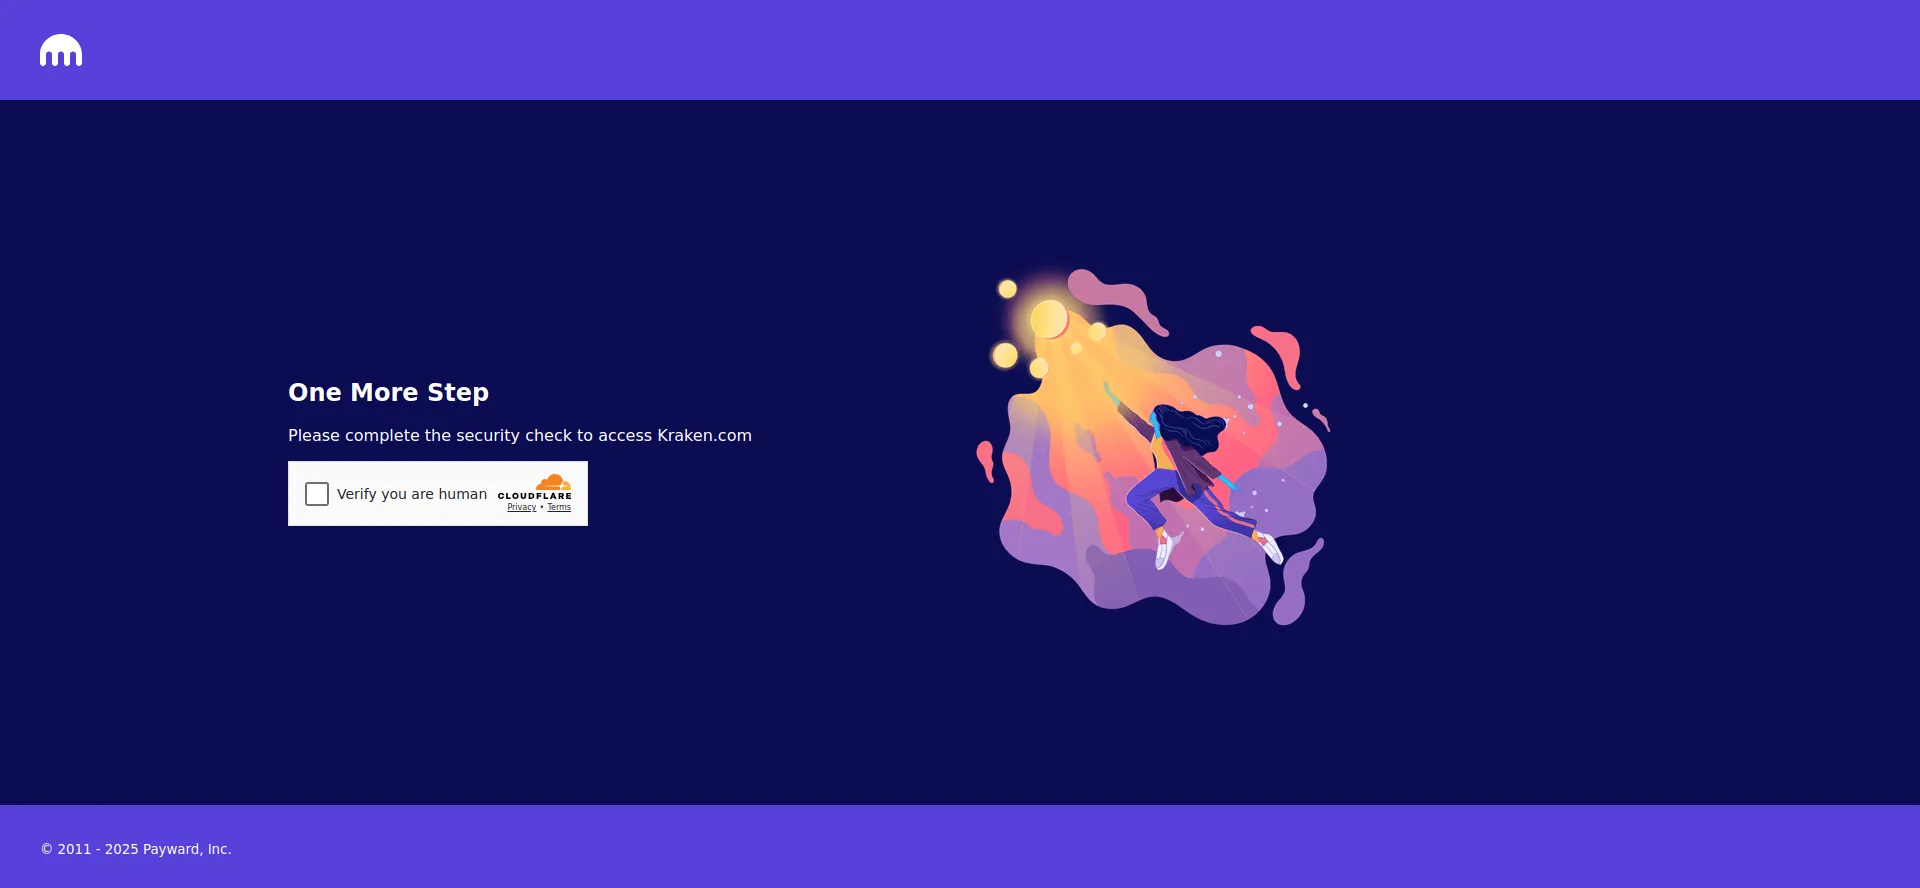 One More Step
Please complete the security check to access Kraken.com
Verify you are human
CLOUDFLARE
Privacy • Terms
© 2011 - 2025 Payward, Inc.